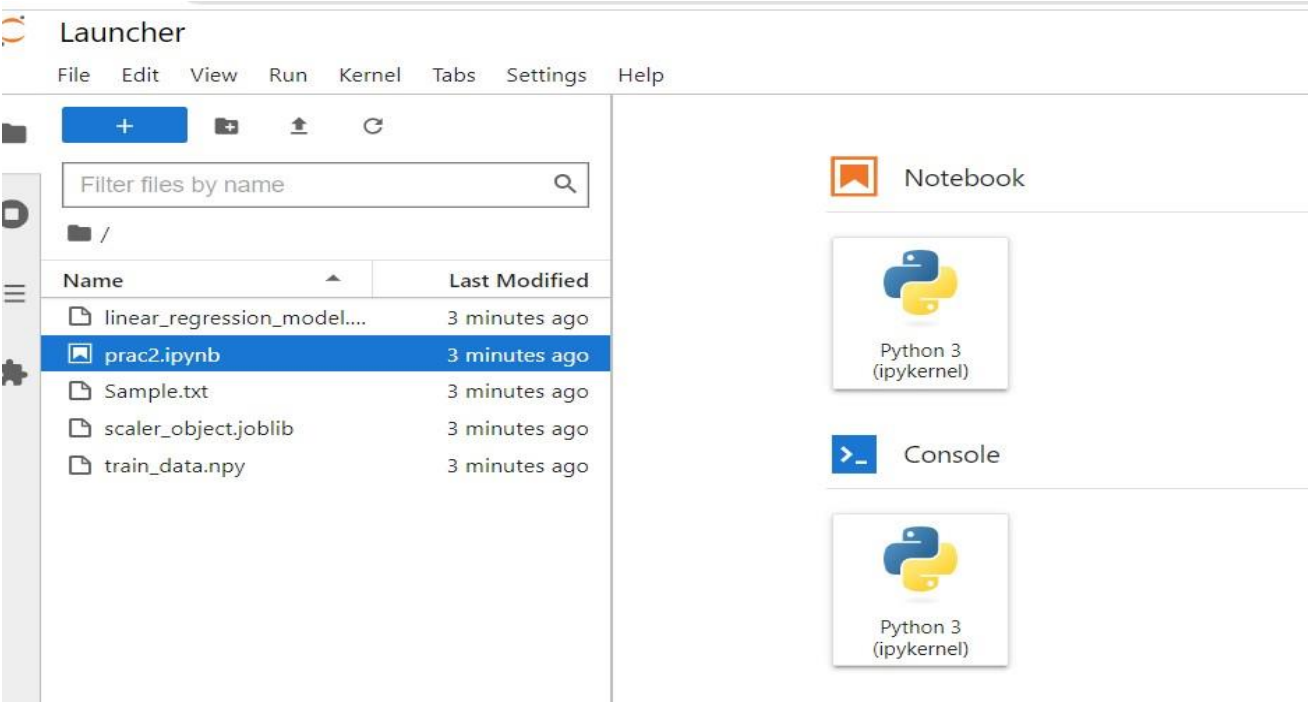 Launcher
File Edit View Run Kernel Tabs Settings Help
+
Filter files by name
/
Name Last Modified
linear_regression_model.... 3 minutes ago
prac2.ipynb 3 minutes ago
Sample.txt 3 minutes ago
scaler_object.joblib 3 minutes ago
train_data.npy 3 minutes ago
Notebook
Python 3
(ipykernel)
Console
Python 3
(ipykernel)